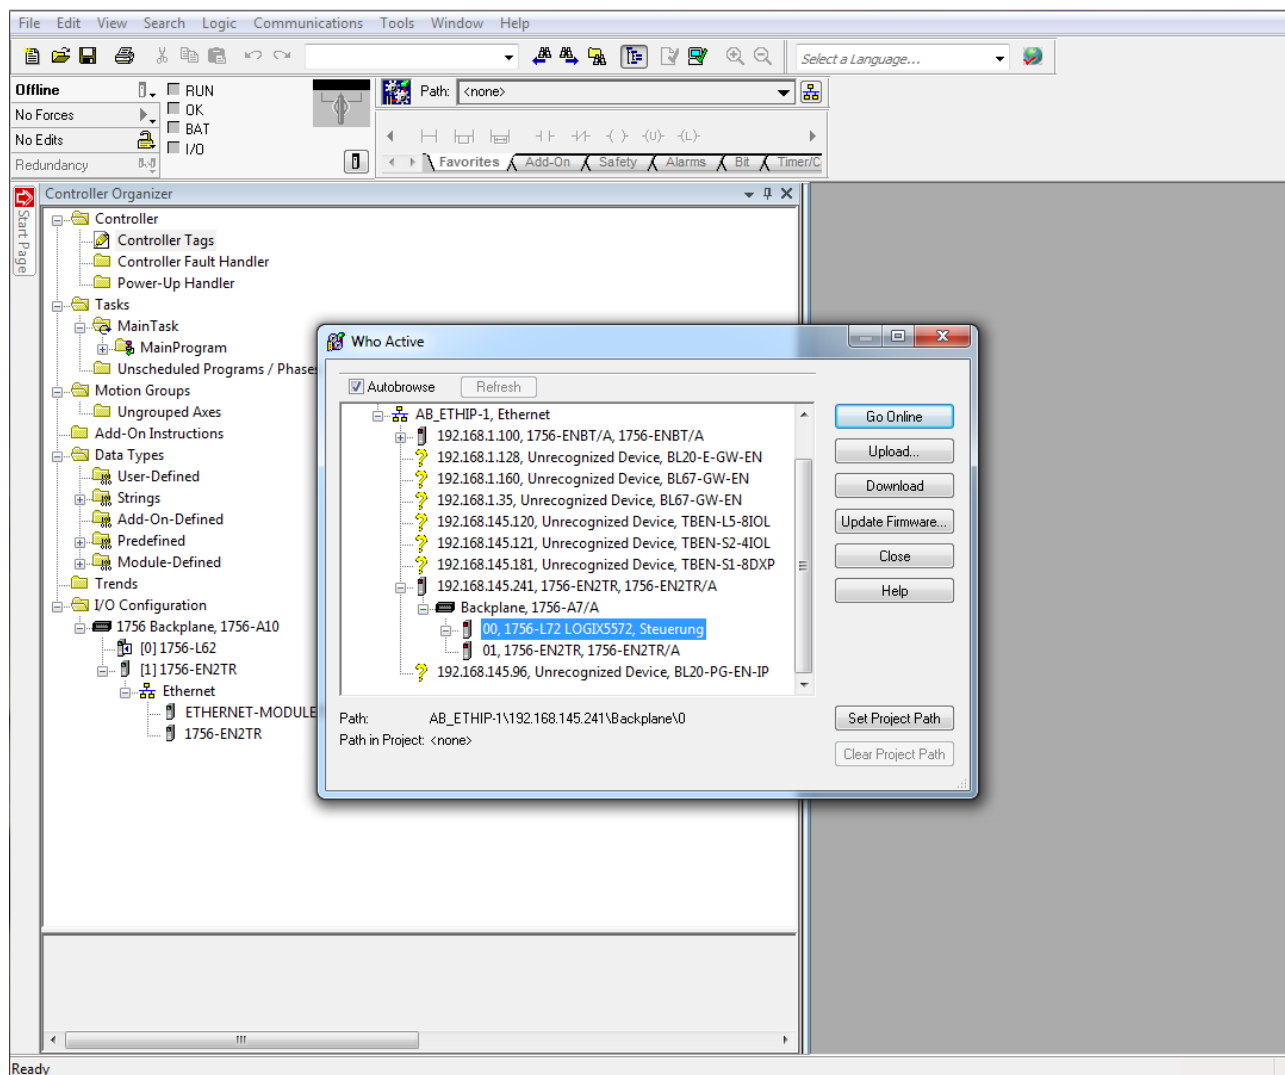 File Edit View Search Logic Communications Tools Window Help
Select a Language...
Offline
RUN
Path: <none>
No Forces
OK
BAT
No Edits
I/O
Redundancy
Favorites Add-On Safety Alarms Bit Timer/C
Start Page
Controller Organizer
Controller
Controller Tags
Controller Fault Handler
Power-Up Handler
Tasks
MainTask
MainProgram
Unscheduled Programs / Phases
Motion Groups
Ungrouped Axes
Add-On Instructions
Data Types
User-Defined
Strings
Add-On-Defined
Predefined
Module-Defined
Trends
I/O Configuration
1756 Backplane, 1756-A10
[0] 1756-L62
[1] 1756-EN2TR
Ethernet
ETHERNET-MODULE
1756-EN2TR
Who Active
Autobrowse Refresh
AB_ETHIP-1, Ethernet
192.168.1.100, 1756-ENBT/A, 1756-ENBT/A
192.168.1.128, Unrecognized Device, BL20-E-GW-EN
192.168.1.160, Unrecognized Device, BL67-GW-EN
192.168.1.35, Unrecognized Device, BL67-GW-EN
192.168.145.120, Unrecognized Device, TBEN-L5-8IOL
192.168.145.121, Unrecognized Device, TBEN-S2-4IOL
192.168.145.181, Unrecognized Device, TBEN-S1-8DXP
192.168.145.241, 1756-EN2TR, 1756-EN2TR/A
Backplane, 1756-A7/A
00, 1756-L72 LOGIX5572, Steuerung
01, 1756-EN2TR, 1756-EN2TR/A
192.168.145.96, Unrecognized Device, BL20-PG-EN-IP
Go Online
Upload...
Download
Update Firmware...
Close
Help
Path: AB_ETHIP-1\192.168.145.241\Backplane\0
Path in Project: <none>
Set Project Path
Clear Project Path
Ready